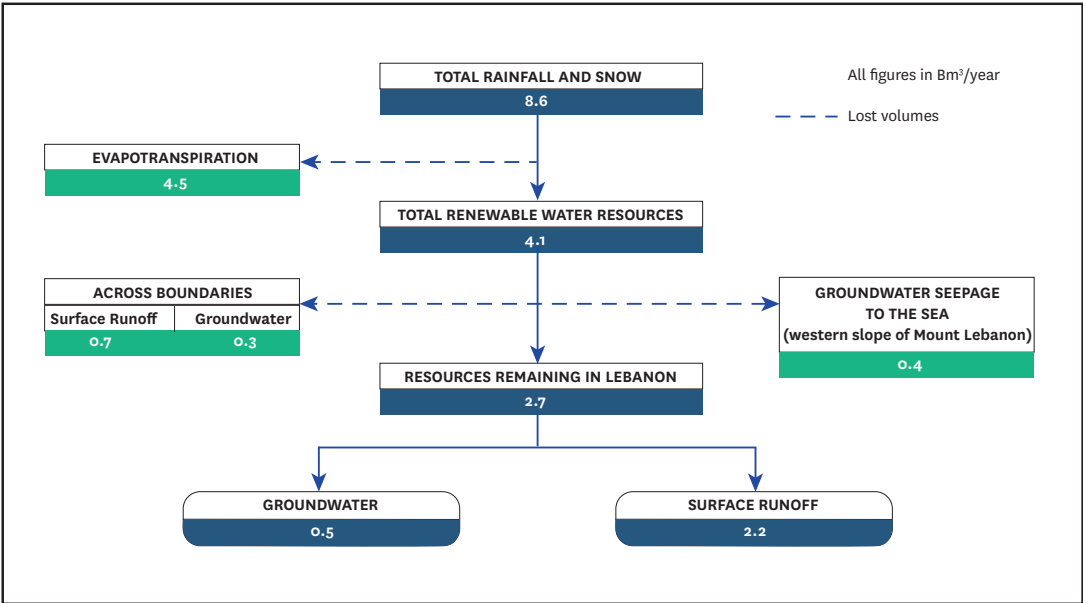 TOTAL RAINFALL AND SNOW
8.6
All figures in Bm³/year
Lost volumes
EVAPOTRANSPIRATION
4.5
TOTAL RENEWABLE WATER RESOURCES
4.1
ACROSS BOUNDARIES
Surface Runoff Groundwater
0.7 0.3
GROUNDWATER SEEPAGE
TO THE SEA
(western slope of Mount Lebanon)
0.4
RESOURCES REMAINING IN LEBANON
2.7
GROUNDWATER
0.5
SURFACE RUNOFF
2.2